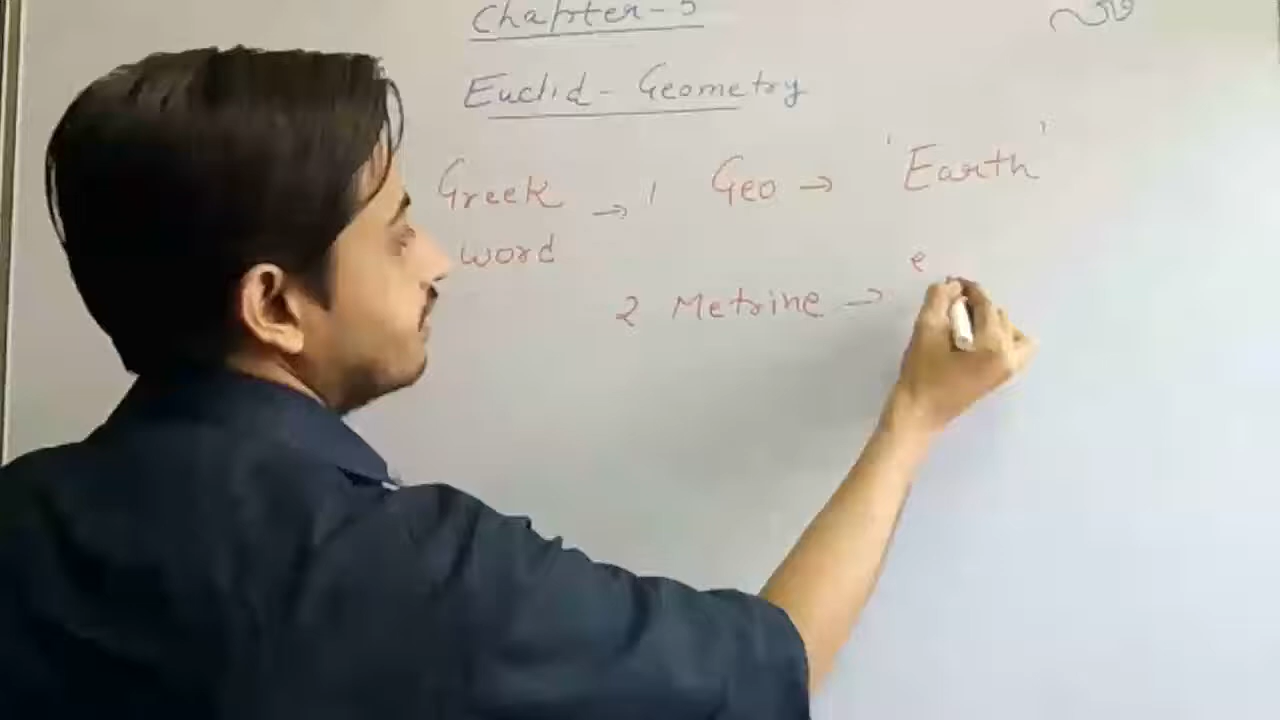 Chapter-5
Euclid - Geometry
Greek word → 1 Geo → 'Earth'
2 Metrine →